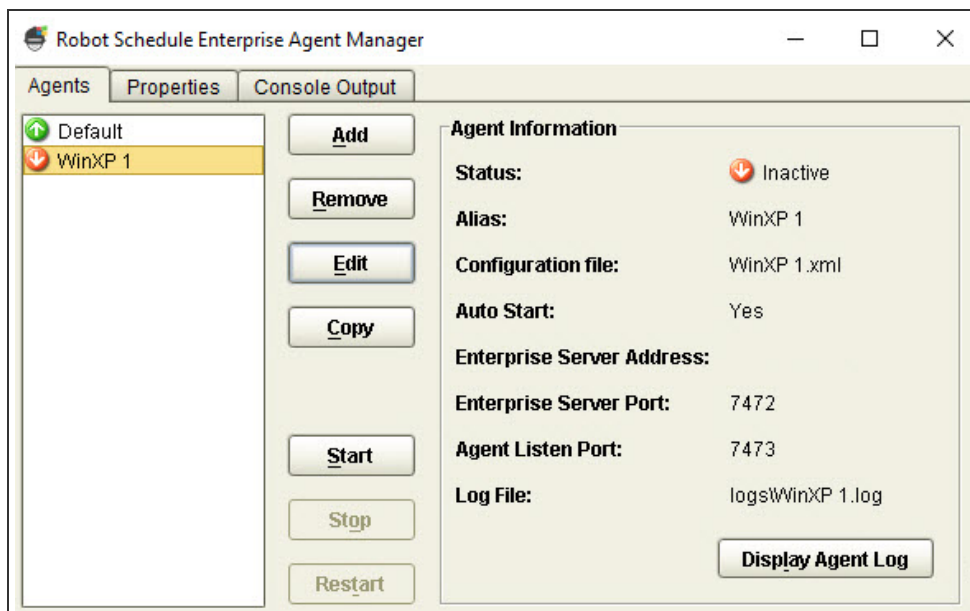 Robot Schedule Enterprise Agent Manager
Agents Properties Console Output
Default
WinXP 1
Add
Remove
Edit
Copy
Start
Stop
Restart
Agent Information
Status: Inactive
Alias: WinXP 1
Configuration file: WinXP 1.xml
Auto Start: Yes
Enterprise Server Address:
Enterprise Server Port: 7472
Agent Listen Port: 7473
Log File: logs\WinXP 1.log
Display Agent Log